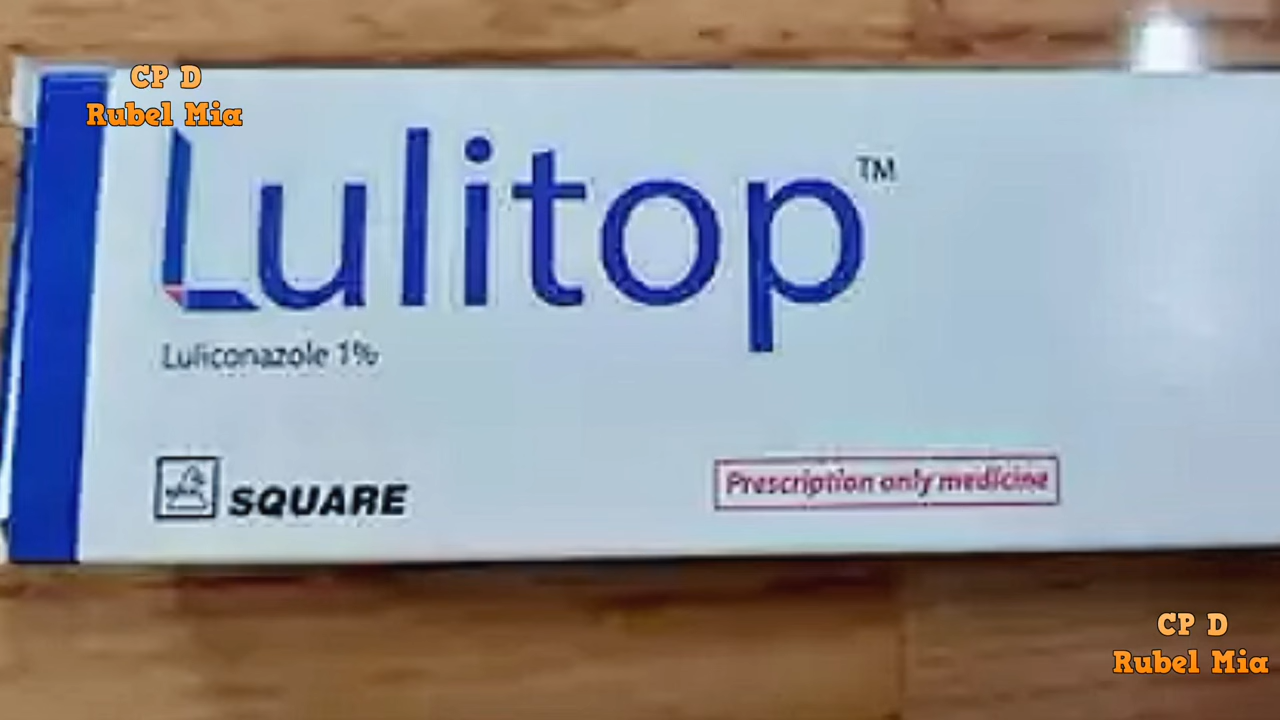 CP D
Rubel Mia
Lulitop™
Luliconazole 1%
SQUARE
Prescription only medicine
CP D
Rubel Mia